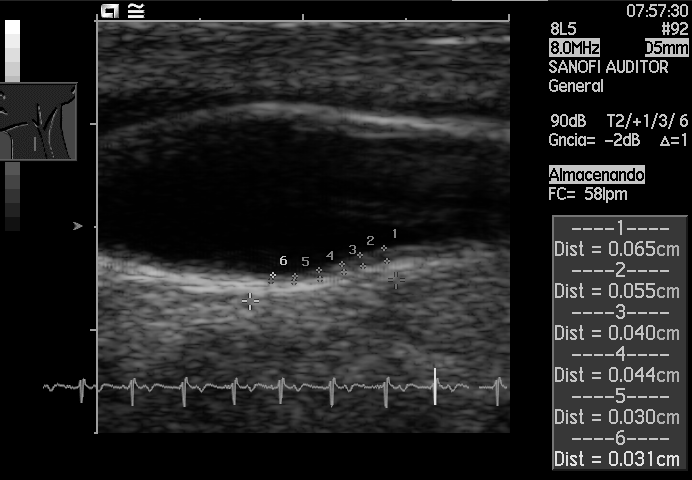 07:57:30
8L5 #92
8.0MHz D5mm
SANOFI AUDITOR
General
90dB T2/+1/3/ 6
Gncia= -2dB Δ=1
Almacenando
FC= 58lpm
----1----
Dist = 0.065cm
----2----
Dist = 0.055cm
----3----
Dist = 0.040cm
----4----
Dist = 0.044cm
----5----
Dist = 0.030cm
----6----
Dist = 0.031cm
6 5 4 3 2 1